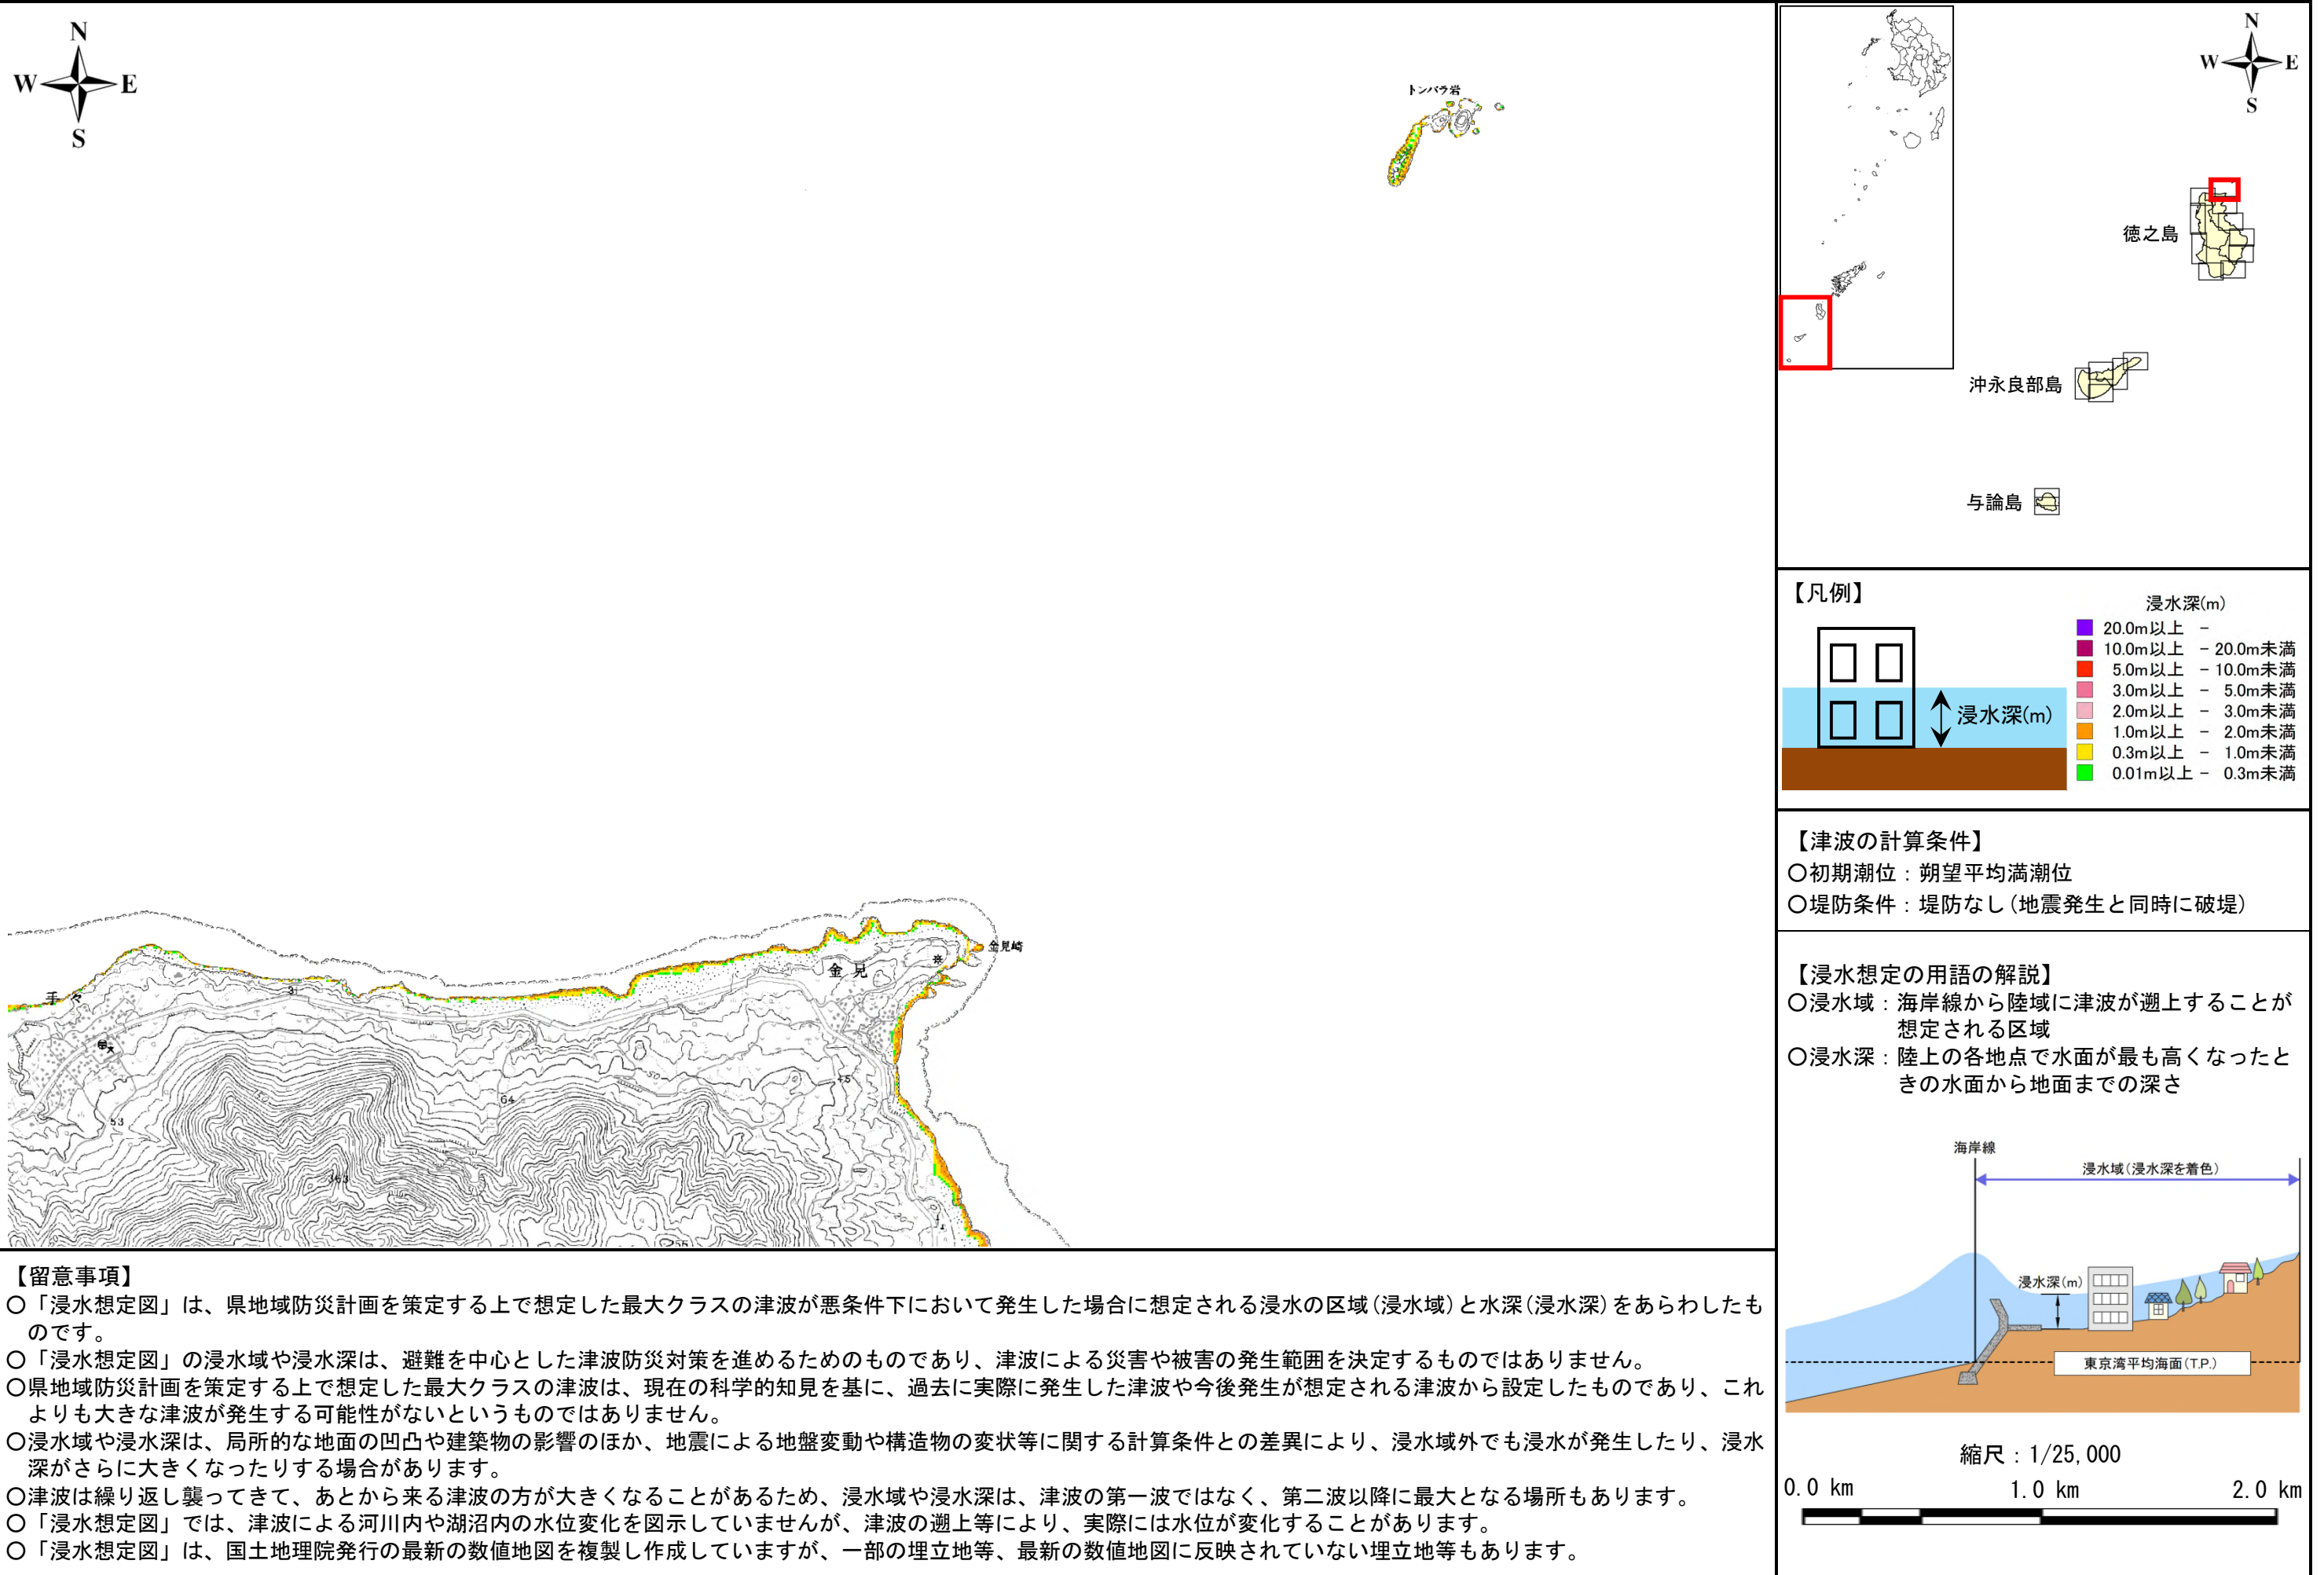 N
W E
S
トンバラ岩
金見崎
金見
手々
31
53
64
50
45
363
N
W E
S
徳之島
沖永良部島
与論島
【凡例】
浸水深(m)
20.0m以上 －
10.0m以上 － 20.0m未満
5.0m以上 － 10.0m未満
3.0m以上 － 5.0m未満
2.0m以上 － 3.0m未満
1.0m以上 － 2.0m未満
0.3m以上 － 1.0m未満
0.01m以上 － 0.3m未満
浸水深(m)
【津波の計算条件】
○初期潮位：朔望平均満潮位
○堤防条件：堤防なし(地震発生と同時に破堤)
【浸水想定の用語の解説】
○浸水域：海岸線から陸域に津波が遡上することが
想定される区域
○浸水深：陸上の各地点で水面が最も高くなったと
きの水面から地面までの深さ
海岸線
浸水域(浸水深を着色)
浸水深(m)
東京湾平均海面(T.P.)
縮尺：1/25,000
0.0 km 1.0 km 2.0 km
【留意事項】
○「浸水想定図」は、県地域防災計画を策定する上で想定した最大クラスの津波が悪条件下において発生した場合に想定される浸水の区域(浸水域)と水深(浸水深)をあらわしたも
のです。
○「浸水想定図」の浸水域や浸水深は、避難を中心とした津波防災対策を進めるためのものであり、津波による災害や被害の発生範囲を決定するものではありません。
○県地域防災計画を策定する上で想定した最大クラスの津波は、現在の科学的知見を基に、過去に実際に発生した津波や今後発生が想定される津波から設定したものであり、これ
よりも大きな津波が発生する可能性がないというものではありません。
○浸水域や浸水深は、局所的な地面の凹凸や建築物の影響のほか、地震による地盤変動や構造物の変状等に関する計算条件との差異により、浸水域外でも浸水が発生したり、浸水
深がさらに大きくなったりする場合があります。
○津波は繰り返し襲ってきて、あとから来る津波の方が大きくなることがあるため、浸水域や浸水深は、津波の第一波ではなく、第二波以降に最大となる場所もあります。
○「浸水想定図」では、津波による河川内や湖沼内の水位変化を図示していませんが、津波の遡上等により、実際には水位が変化することがあります。
○「浸水想定図」は、国土地理院発行の最新の数値地図を複製し作成していますが、一部の埋立地等、最新の数値地図に反映されていない埋立地等もあります。